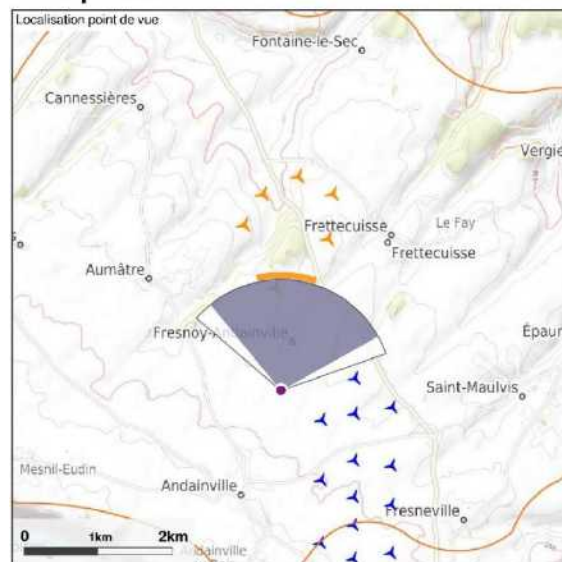 Localisation point de vue
Fontaine-le-Sec
Cannessières
Vergie
Frettecuisse
Le Fay
Frettecuisse
Aumâtre
Fresnoy-Andainville
Épaur
Saint-Maulvis
Mesnil-Eudin
Andainville
Fresneville
0 1km 2km
Andainville